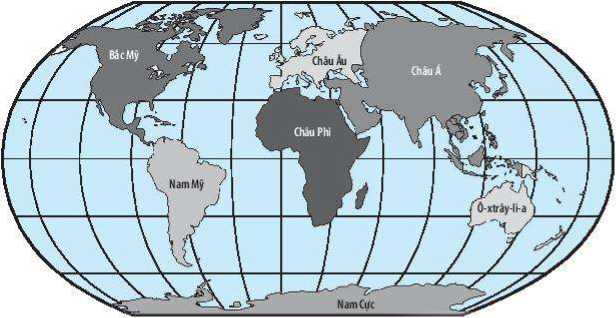 Bắc Mỹ
Châu Âu
Châu Á
Châu Phi
Nam Mỹ
Ô-xtrây-li-a
Nam Cực